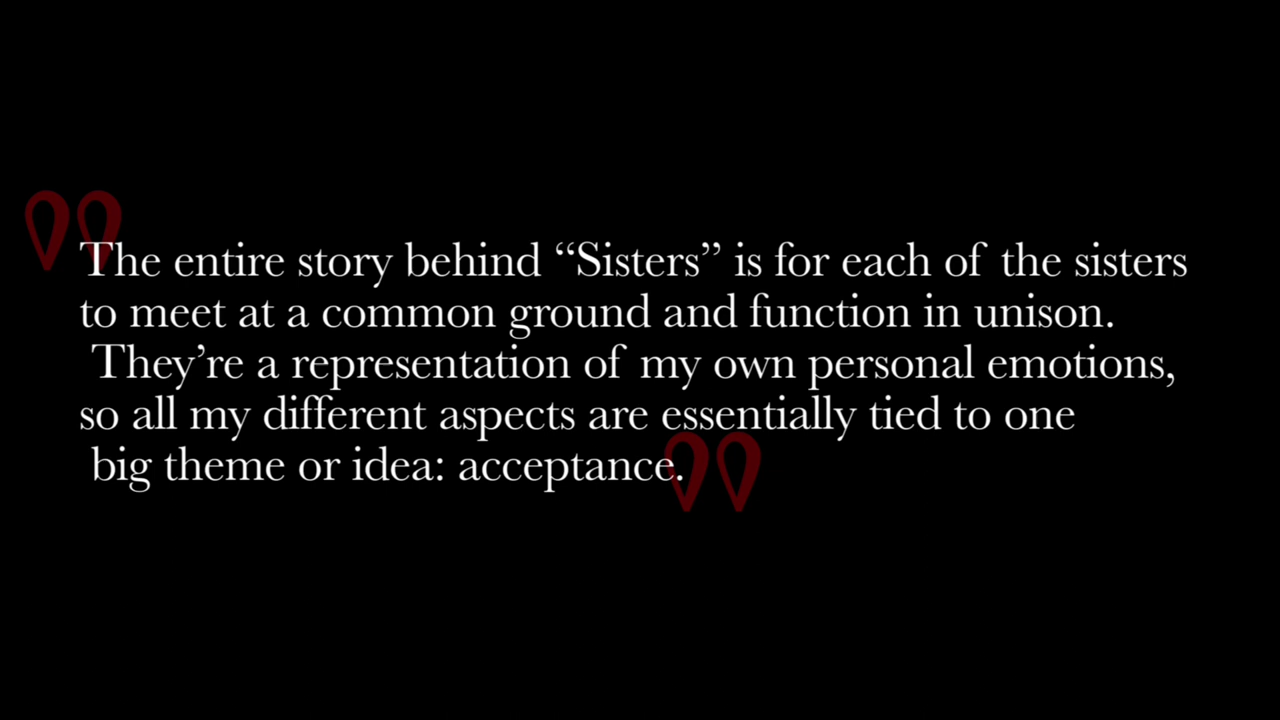 The entire story behind “Sisters” is for each of the sisters
to meet at a common ground and function in unison.
They’re a representation of my own personal emotions,
so all my different aspects are essentially tied to one
big theme or idea: acceptance.